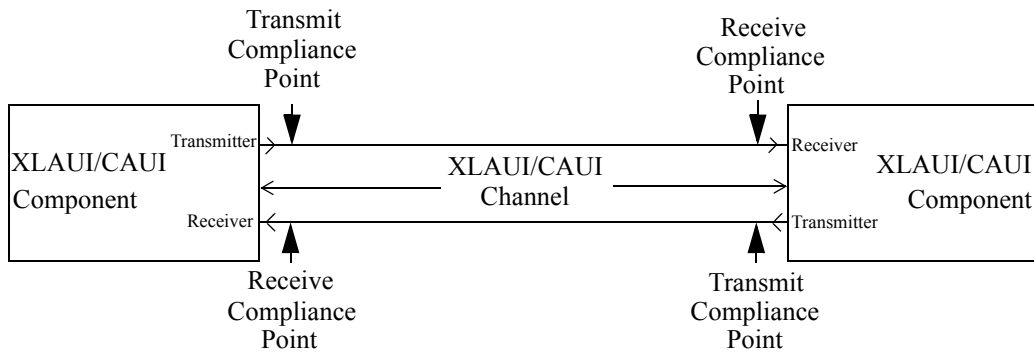 Transmit
Compliance
Point
Receive
Compliance
Point
Transmitter
Receiver
XLAUI/CAUI
Component
XLAUI/CAUI
Channel
XLAUI/CAUI
Component
Receiver
Transmitter
Receive
Compliance
Point
Transmit
Compliance
Point